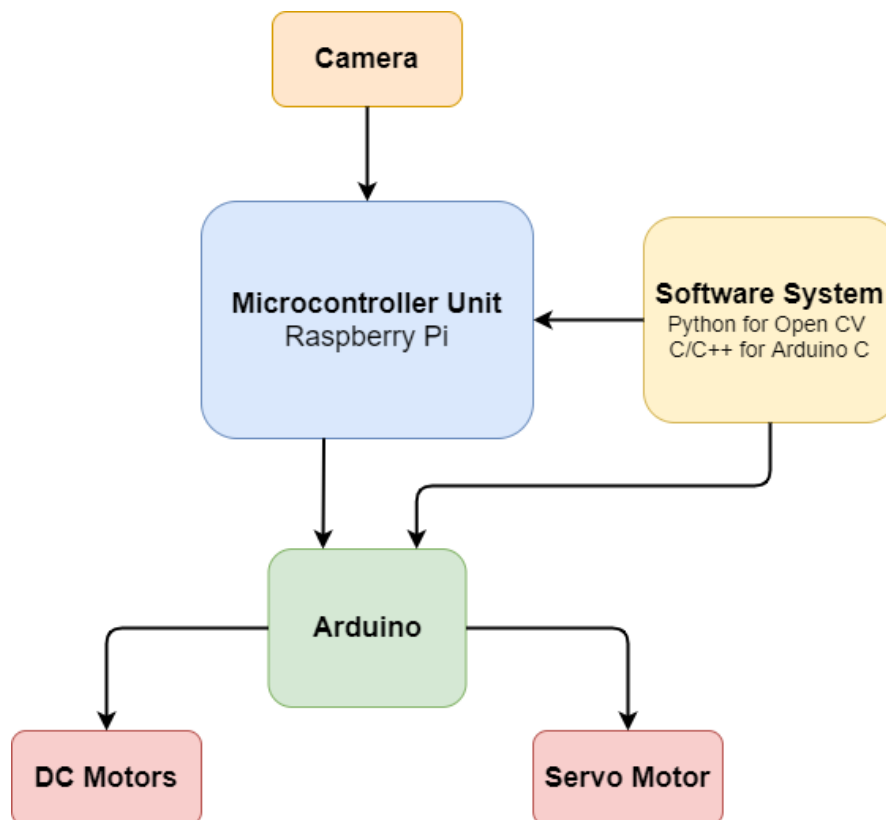 Camera
Microcontroller Unit
Raspberry Pi
Software System
Python for Open CV
C/C++ for Arduino C
Arduino
DC Motors
Servo Motor